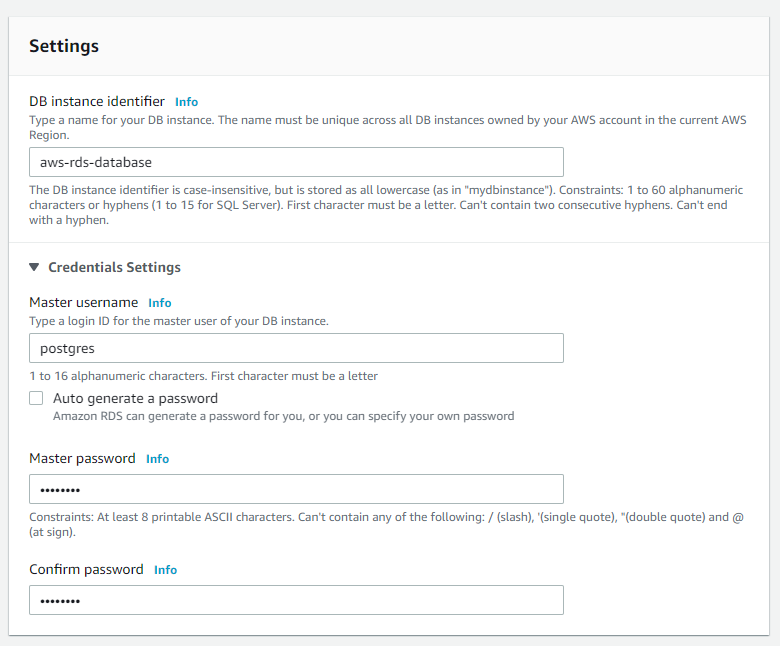 Settings
DB instance identifier Info
Type a name for your DB instance. The name must be unique across all DB instances owned by your AWS account in the current AWS
Region.
aws-rds-database
The DB instance identifier is case-insensitive, but is stored as all lowercase (as in "mydbinstance"). Constraints: 1 to 60 alphanumeric
characters or hyphens (1 to 15 for SQL Server). First character must be a letter. Can't contain two consecutive hyphens. Can't end
with a hyphen.
Credentials Settings
Master username Info
Type a login ID for the master user of your DB instance.
postgres
1 to 16 alphanumeric characters. First character must be a letter
Auto generate a password
Amazon RDS can generate a password for you, or you can specify your own password
Master password Info
••••••••
Constraints: At least 8 printable ASCII characters. Can't contain any of the following: / (slash), '(single quote), "(double quote) and @
(at sign).
Confirm password Info
••••••••